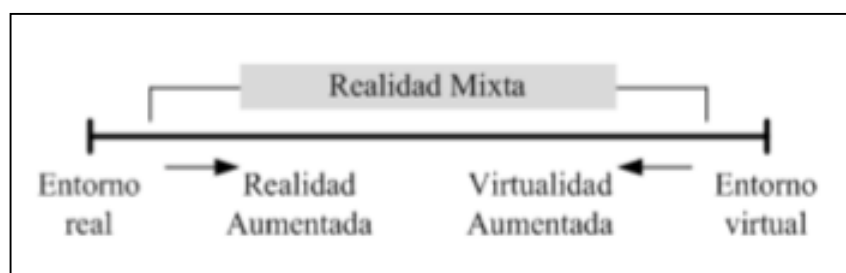 Realidad Mixta
Entorno real
Realidad Aumentada
Virtualidad Aumentada
Entorno virtual